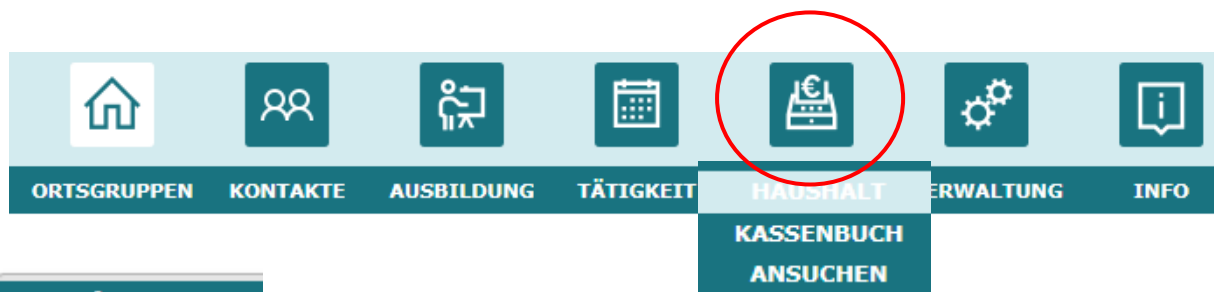 ORTSGRUPPEN KONTAKTE AUSBILDUNG TÄTIGKEIT HAUSHALT ERWALTUNG INFO
KASSENBUCH
ANSUCHEN